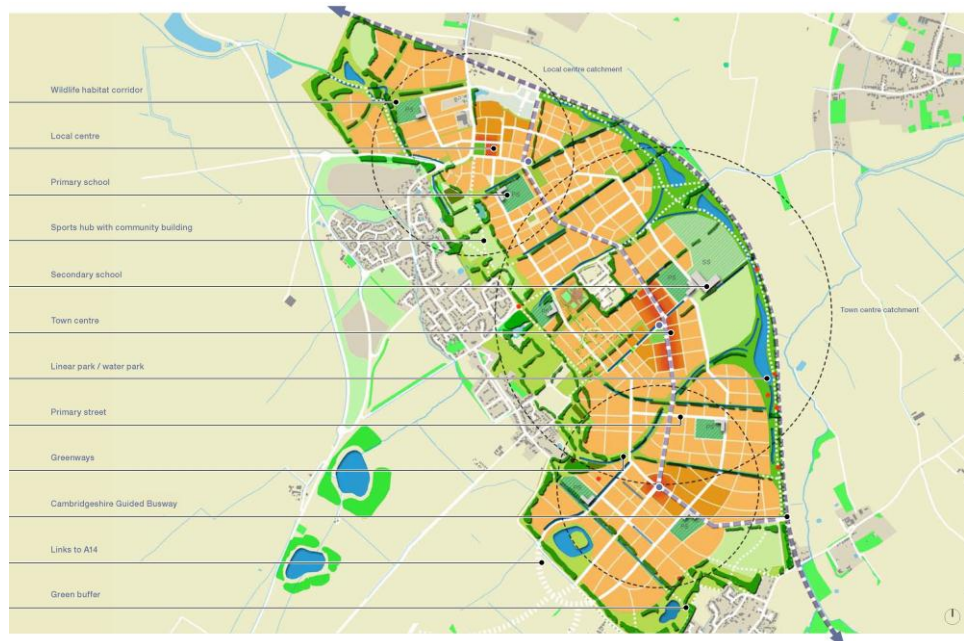 Local centre catchment
Wildlife habitat corridor
Local centre
Primary school
Sports hub with community building
Secondary school
Town centre
Town centre catchment
Linear park / water park
Primary street
Greenways
Cambridgeshire Guided Busway
Links to A14
Green buffer